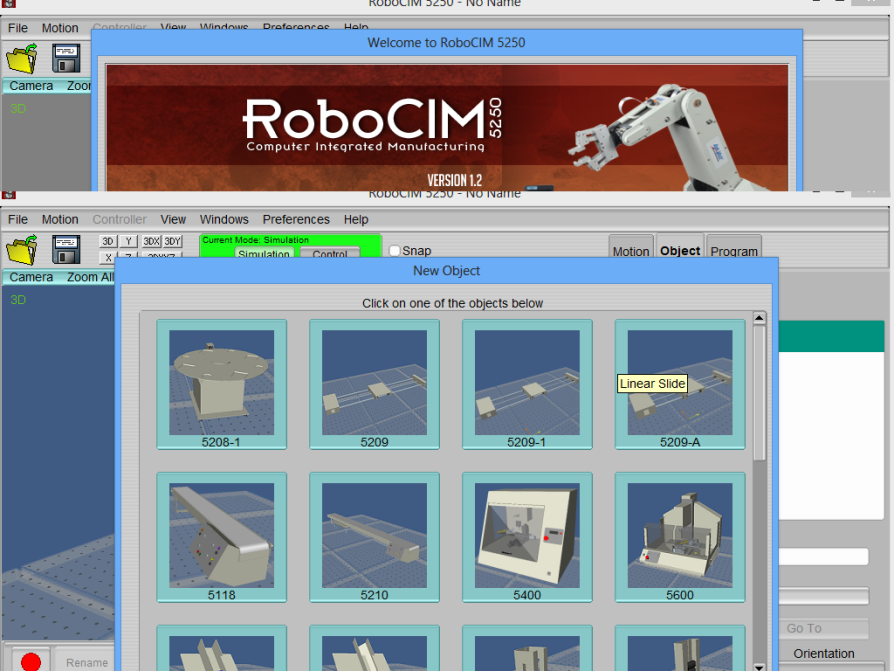 RoboCIM 5250 - No Name
File Motion Controller View Windows Preferences Help
Welcome to RoboCIM 5250
Camera Zoo
3D
RoboCIM 5250
Computer Integrated Manufacturing
VERSION 1.2
RoboCIM 5250 - No Name
File Motion Controller View Windows Preferences Help
3D Y 3DX 3DY
Current Mode: Simulation
X Z 3DXYZ
Simulation Control
Snap
Motion Object Program
Camera Zoom All
New Object
3D
Click on one of the objects below
Linear Slide
5208-1 5209 5209-1 5209-A
5118 5210 5400 5600
Go To
Orientation
Rename